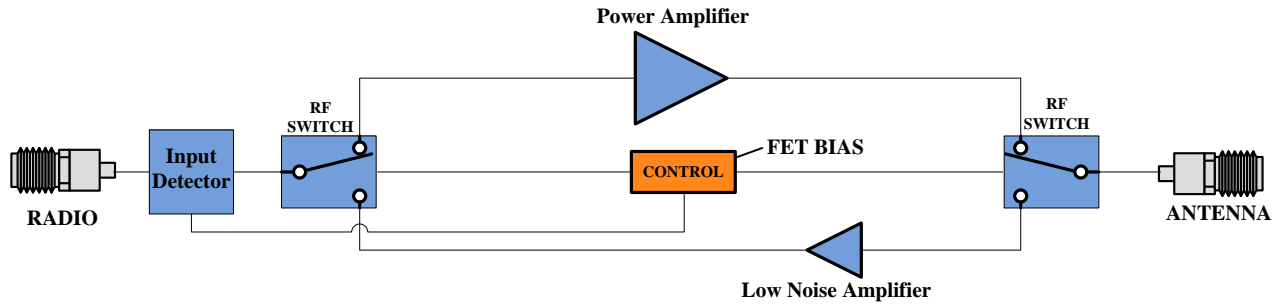 Power Amplifier
RF
SWITCH
RF
SWITCH
Input
Detector
FET BIAS
CONTROL
RADIO
ANTENNA
Low Noise Amplifier